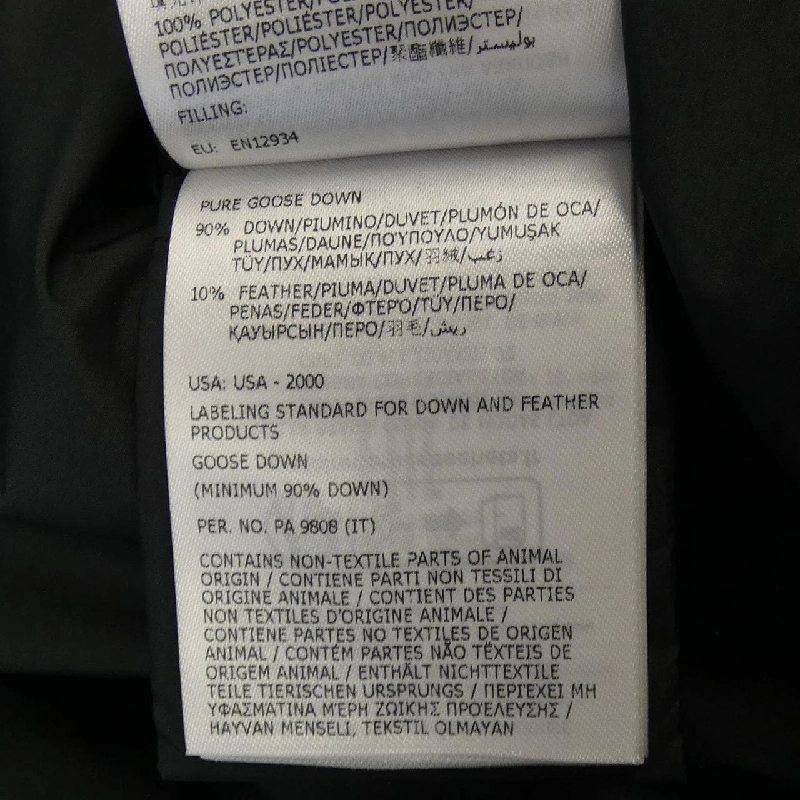 100% POLYESTER/
POLIÉSTER/POLIÉSTER/POLYESTER/
ΠΟΛΥΕΣΤΕΡΑΣ/POLYESTER/ПОЛИЭСТЕР/
ПОЛИЭСТЕР/ПОЛІЕСТЕР/聚酯纖維/بوليستر
FILLING:
EU: EN12934
PURE GOOSE DOWN
90% DOWN/PIUMINO/DUVET/PLUMÓN DE OCA/
PLUMAS/DAUNE/ΠΟΎΠΟΥΛΟ/YUMUŞAK
TÜY/ПУХ/МАМЫҚ/ПУХ/羽絨/زغب
10% FEATHER/PIUMA/DUVET/PLUMA DE OCA/
PENAS/FEDER/ΦΤΕΡΌ/TÜY/ПЕРО/
ҚАУЫРСЫН/ПЕРО/羽毛/ريش
USA: USA - 2000
LABELING STANDARD FOR DOWN AND FEATHER
PRODUCTS
GOOSE DOWN
(MINIMUM 90% DOWN)
PER. NO. PA 9808 (IT)
CONTAINS NON-TEXTILE PARTS OF ANIMAL
ORIGIN / CONTIENE PARTI NON TESSILI DI
ORIGINE ANIMALE / CONTIENT DES PARTIES
NON TEXTILES D'ORIGINE ANIMALE /
CONTIENE PARTES NO TEXTILES DE ORIGEN
ANIMAL / CONTÉM PARTES NÃO TËXTEIS DE
ORIGEM ANIMAL / ENTHÄLT NICHTTEXTILE
TEILE TIERISCHEN URSPRUNGS / ΠΕΡΙΈΧΕΙ ΜΗ
ΥΦΑΣΜΑΤΙΝΑ ΜΈΡΗ ΖΩΙΚΗΣ ΠΡΟΈΛΕΥΣΗΣ /
HAYVAN MENSELI, TEKSTIL OLMAYAN